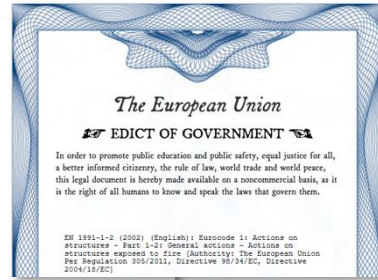 The European Union
EDICT OF GOVERNMENT
In order to promote public education and public safety, equal justice for all,
a better informed citizenry, the rule of law, world trade and world peace,
this legal document is hereby made available on a noncommercial basis, as it
is the right of all humans to know and speak the laws that govern them.
EN 1991-1-2 (2002) (English): Eurocode 1: Actions on
structures - Part 1-2: General actions - Actions on
structures exposed to fire [Authority: The European Union
Per Regulation 305/2011, Directive 98/34/EC, Directive
2004/18/EC]